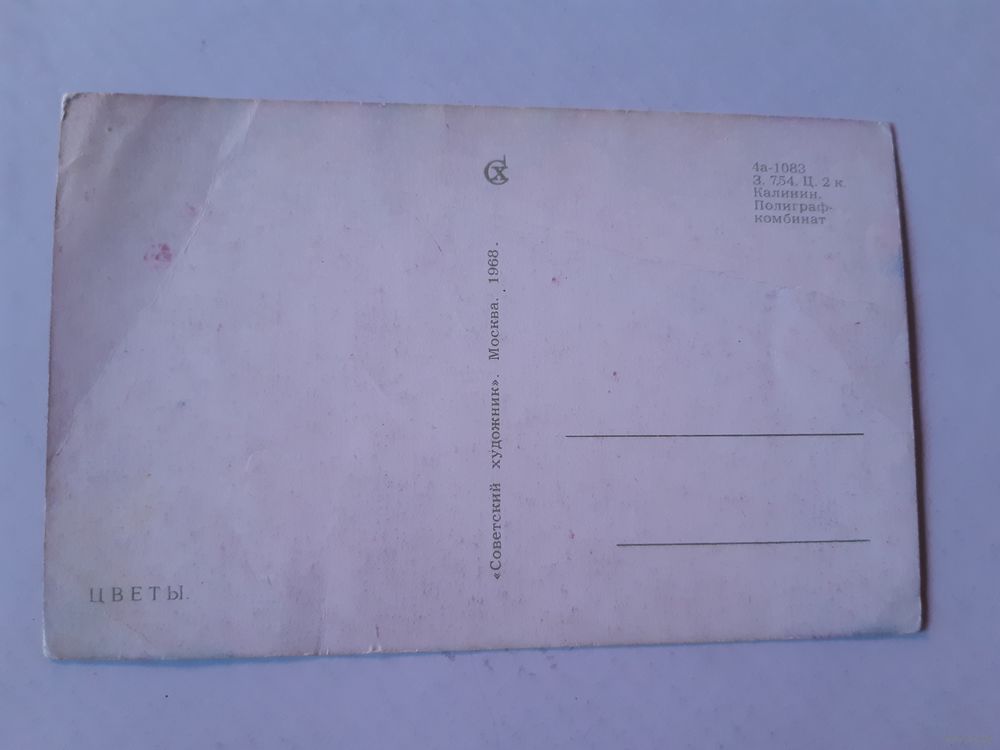 СХ
4а-1083
З. 754. Ц. 2 к.
Калинин.
Полиграф-
комбинат
«Советский художник». Москва. 1968.
ЦВЕТЫ.